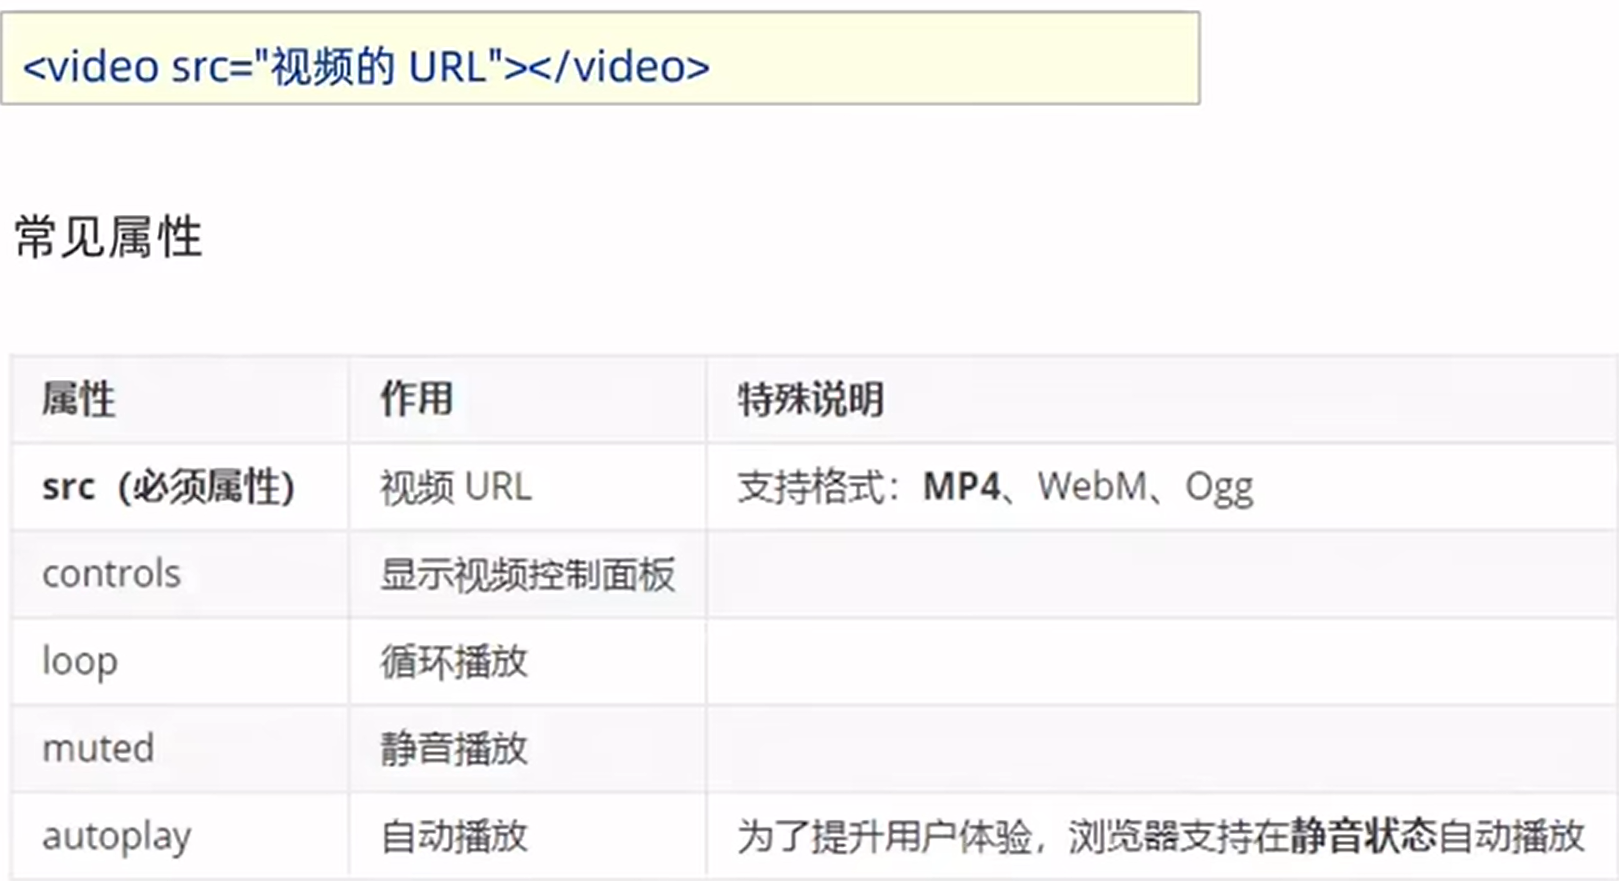 <video src="视频的 URL"></video>
常见属性
属性 作用 特殊说明
src（必须属性) 视频 URL 支持格式：MP4、WebM、Ogg
controls 显示视频控制面板
loop 循环播放
muted 静音播放
autoplay 自动播放 为了提升用户体验，浏览器支持在静音状态自动播放